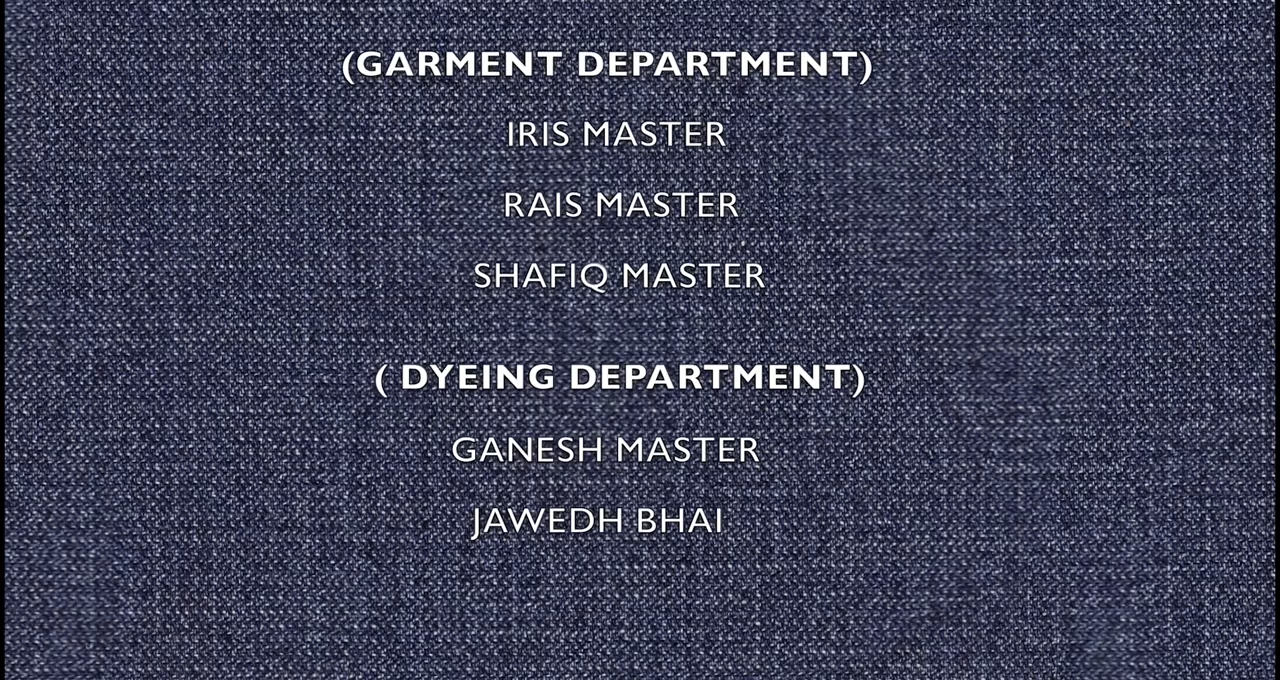 (GARMENT DEPARTMENT)
IRIS MASTER
RAIS MASTER
SHAFIQ MASTER
( DYEING DEPARTMENT)
GANESH MASTER
JAWEDH BHAI